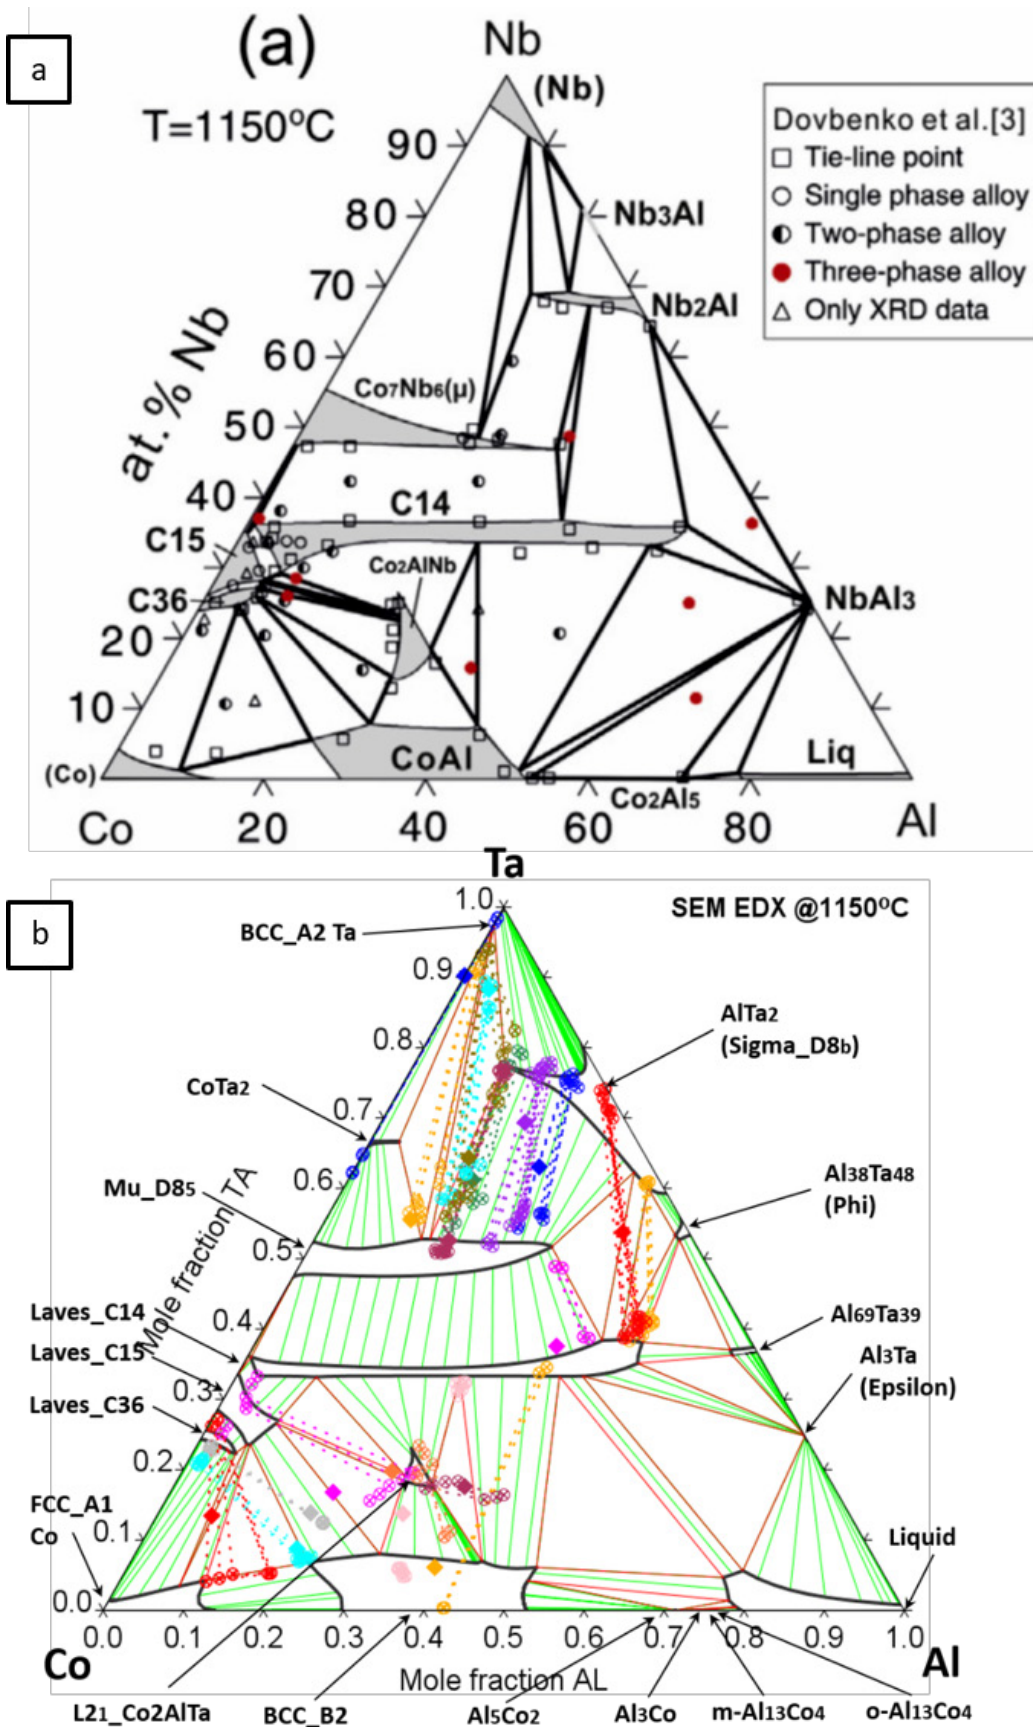 a
(a)
T=1150°C
Nb
(Nb)
Dovbenko et al.[3]
Tie-line point
Single phase alloy
Two-phase alloy
Three-phase alloy
Only XRD data
90
80
Nb3Al
70
Nb2Al
at. % Nb
60
Co7Nb6(μ)
50
40
C14
C15
Co2AlNb
C36
NbAl3
20
10
CoAl
Liq
(Co)
Co2Al5
Co
20
40
60
80
Al
b
Ta
1.0
SEM EDX @1150°C
BCC_A2 Ta
0.9
AlTa2
(Sigma_D8b)
0.8
CoTa2
0.7
Mole fraction TA
0.6
Mu_D85
Al38Ta48
(Phi)
0.5
Laves_C14
0.4
Al69Ta39
Laves_C15
0.3
Al3Ta
(Epsilon)
Laves_C36
0.2
FCC_A1
Co
0.1
Liquid
0.0
0.0
0.1
0.2
0.3
0.4
0.5
0.6
0.7
0.8
0.9
1.0
Co
Mole fraction AL
Al
L21_Co2AlTa
BCC_B2
Al5Co2
Al3Co
m-Al13Co4
o-Al13Co4